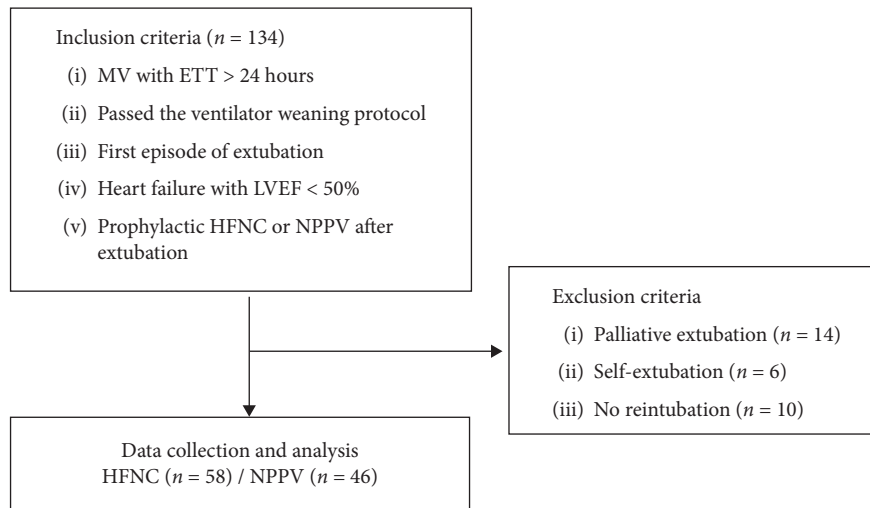 Inclusion criteria (n = 134)
(i) MV with ETT > 24 hours
(ii) Passed the ventilator weaning protocol
(iii) First episode of extubation
(iv) Heart failure with LVEF < 50%
(v) Prophylactic HFNC or NPPV after
extubation
Exclusion criteria
(i) Palliative extubation (n = 14)
(ii) Self-extubation (n = 6)
(iii) No reintubation (n = 10)
Data collection and analysis
HFNC (n = 58) / NPPV (n = 46)